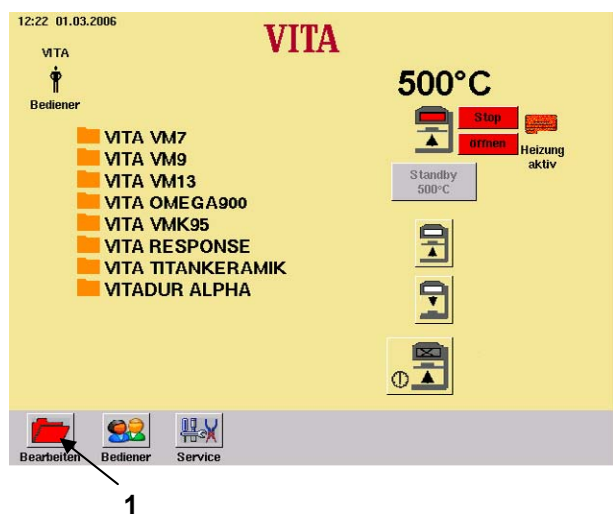 12:22 01.03.2006
VITA
VITA
Bediener
500°C
Stop
Öffnen
Heizung
aktiv
Standby
500°C
VITA VM7
VITA VM9
VITA VM13
VITA OMEGA900
VITA VMK95
VITA RESPONSE
VITA TITANKERAMIK
VITADUR ALPHA
Bearbeiten
Bediener
Service
1